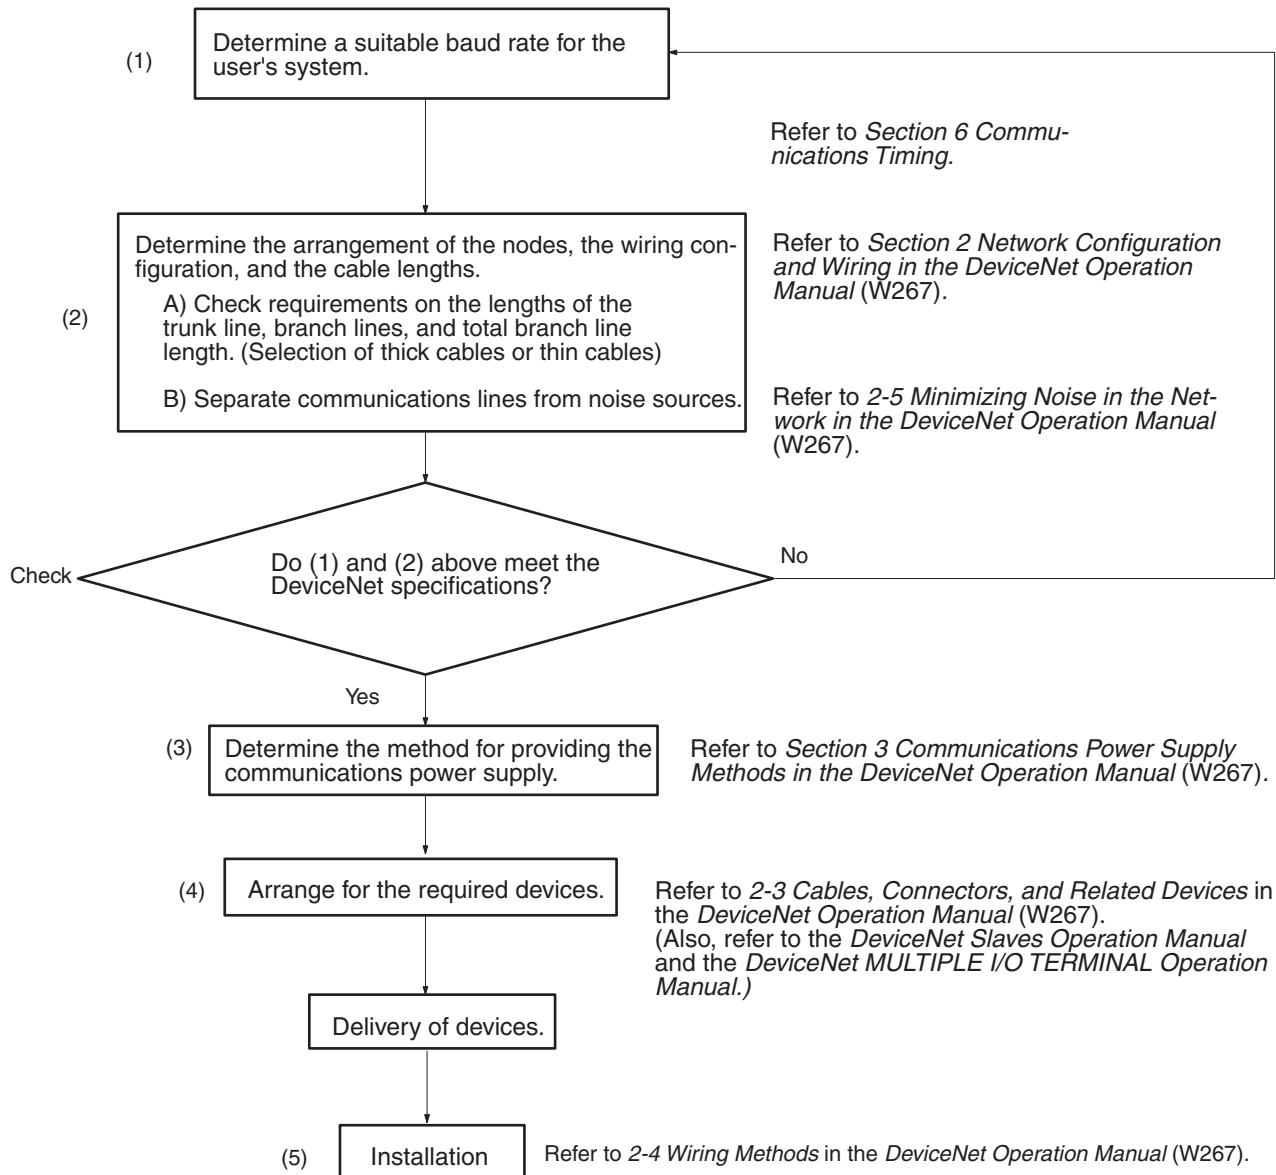 (1)
Determine a suitable baud rate for the
user's system.
Refer to Section 6 Commu-
nications Timing.
(2)
Determine the arrangement of the nodes, the wiring con-
figuration, and the cable lengths.
A) Check requirements on the lengths of the
trunk line, branch lines, and total branch line
length. (Selection of thick cables or thin cables)
B) Separate communications lines from noise sources.
Refer to Section 2 Network Configuration
and Wiring in the DeviceNet Operation
Manual (W267).
Refer to 2-5 Minimizing Noise in the Net-
work in the DeviceNet Operation Manual
(W267).
Check
Do (1) and (2) above meet the
DeviceNet specifications?
No
Yes
(3)
Determine the method for providing the
communications power supply.
Refer to Section 3 Communications Power Supply
Methods in the DeviceNet Operation Manual (W267).
(4)
Arrange for the required devices.
Refer to 2-3 Cables, Connectors, and Related Devices in
the DeviceNet Operation Manual (W267).
(Also, refer to the DeviceNet Slaves Operation Manual
and the DeviceNet MULTIPLE I/O TERMINAL Operation
Manual.)
Delivery of devices.
(5)
Installation
Refer to 2-4 Wiring Methods in the DeviceNet Operation Manual (W267).